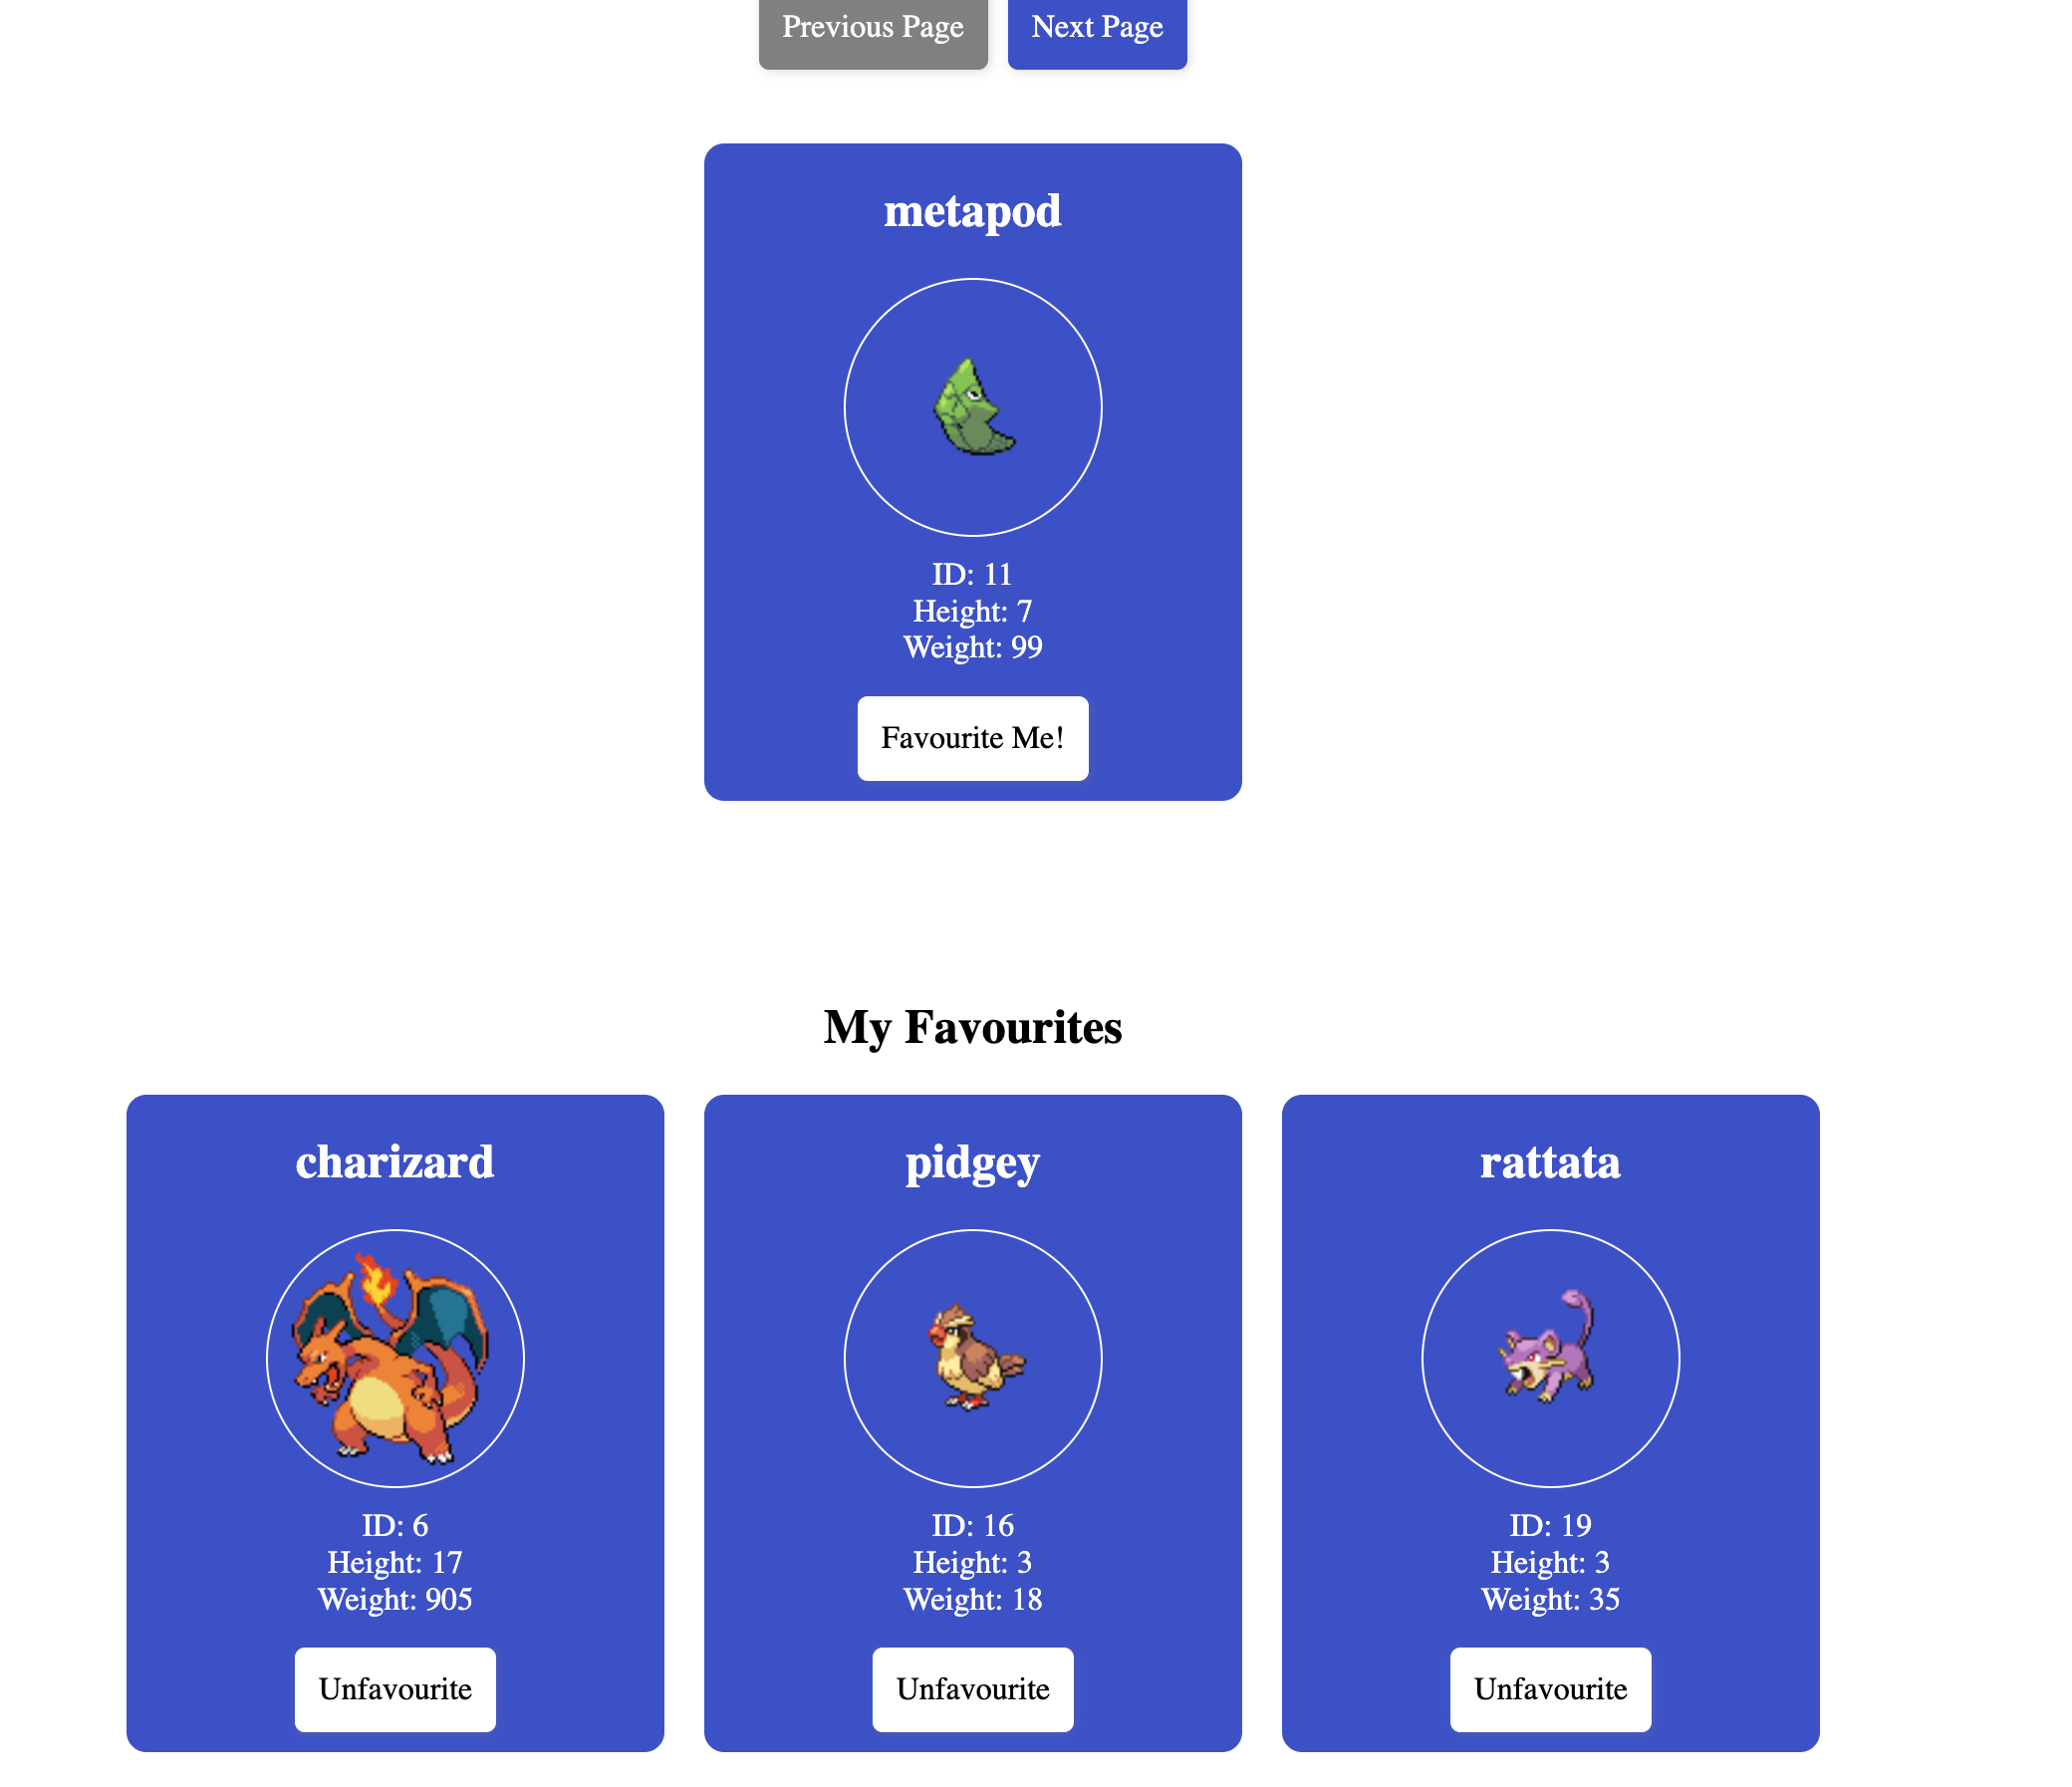 Previous Page
Next Page
metapod
ID: 11
Height: 7
Weight: 99
Favourite Me!
My Favourites
charizard
ID: 6
Height: 17
Weight: 905
Unfavourite
pidgey
ID: 16
Height: 3
Weight: 18
Unfavourite
rattata
ID: 19
Height: 3
Weight: 35
Unfavourite